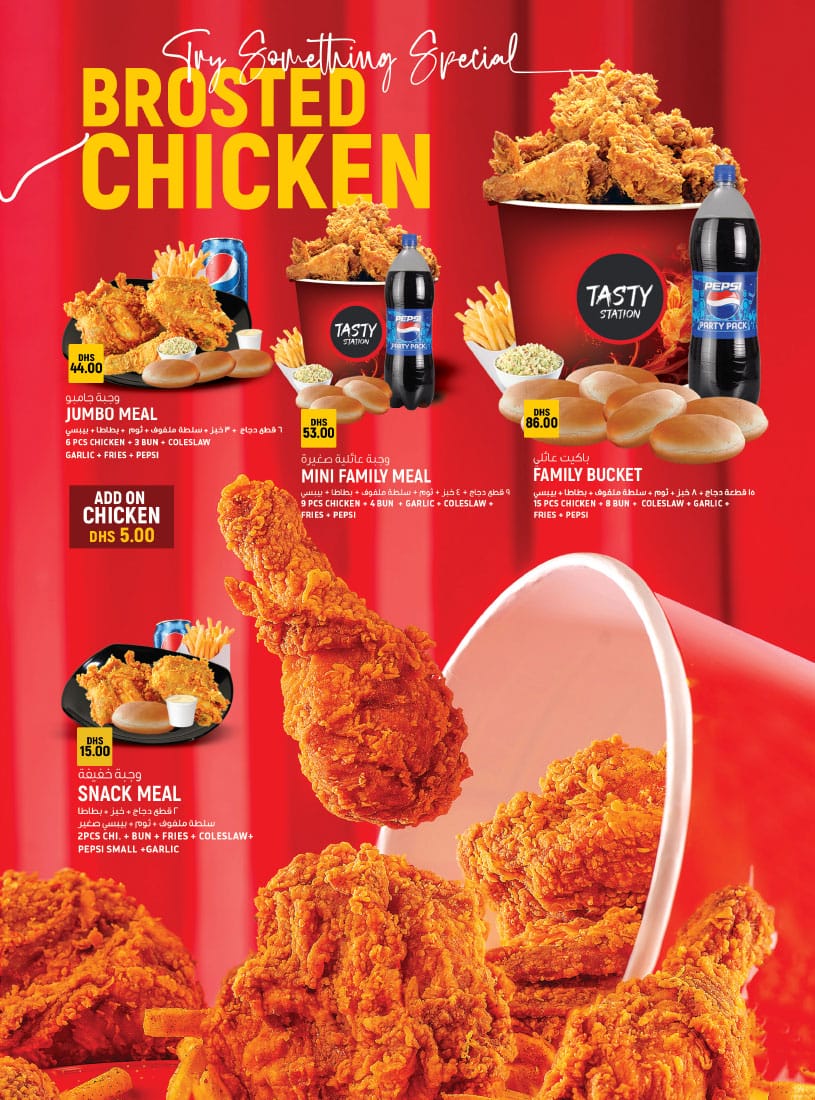 Try Something Special
BROSTED
CHICKEN
PEPSI
PARTY PACK
TASTY
STATION
PEPSI
PARTY PACK
TASTY
STATION
DHS
44.00
وجبة جامبو
JUMBO MEAL
٦ قطع دجاج + ٣ خبز + سلطة ملفوف + ثوم + بطاطا + بيبسي
6 PCS CHICKEN + 3 BUN + COLESLAW
GARLIC + FRIES + PEPSI
DHS
53.00
وجبة عائلية صغيرة
MINI FAMILY MEAL
٩ قطع دجاج + ٤ خبز + ثوم + سلطة ملفوف + بطاطا + بيبسي
9 PCS CHICKEN + 4 BUN + GARLIC + COLESLAW +
FRIES + PEPSI
DHS
86.00
باكيت عائلي
FAMILY BUCKET
١٥ قطعة دجاج + ٨ خبز + ثوم + سلطة ملفوف + بطاطا + بيبسي
15 PCS CHICKEN + 8 BUN + COLESLAW + GARLIC +
FRIES + PEPSI
ADD ON
CHICKEN
DHS 5.00
DHS
15.00
وجبة خفيفة
SNACK MEAL
٢ قطع دجاج + خبز + بطاطا
سلطة ملفوف + ثوم + بيبسي صغير
2PCS CHI. + BUN + FRIES + COLESLAW+
PEPSI SMALL +GARLIC